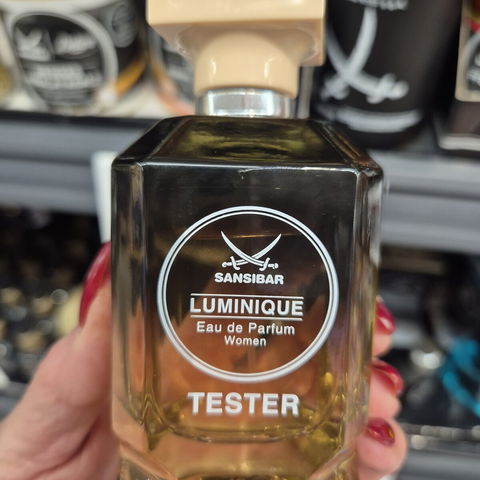 SANSIBAR
LUMINIQUE
Eau de Parfum
Women
TESTER